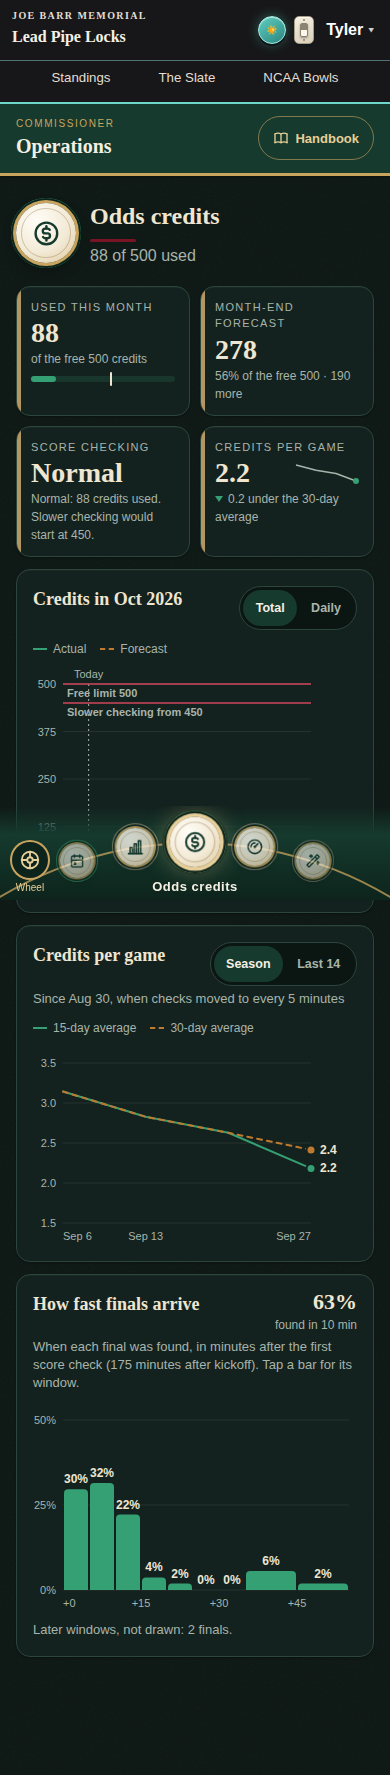 JOE BARR MEMORIAL
Lead Pipe Locks
Tyler
Standings
The Slate
NCAA Bowls
COMMISSIONER
Operations
Handbook
Odds credits
88 of 500 used
USED THIS MONTH
88
of the free 500 credits
MONTH-END
FORECAST
278
56% of the free 500 · 190
more
SCORE CHECKING
Normal
Normal: 88 credits used.
Slower checking would
start at 450.
CREDITS PER GAME
2.2
0.2 under the 30-day
average
Credits in Oct 2026
Total
Daily
Actual
Forecast
Today
500
Free limit 500
Slower checking from 450
375
250
125
Wheel
Odds credits
Credits per game
Season
Last 14
Since Aug 30, when checks moved to every 5 minutes
15-day average
30-day average
3.5
3.0
2.5
2.4
2.2
2.0
1.5
Sep 6
Sep 13
Sep 27
How fast finals arrive
63%
found in 10 min
When each final was found, in minutes after the first
score check (175 minutes after kickoff). Tap a bar for its
window.
50%
30%
32%
25%
22%
4%
2%
0%
0%
6%
2%
0%
+0
+15
+30
+45
Later windows, not drawn: 2 finals.